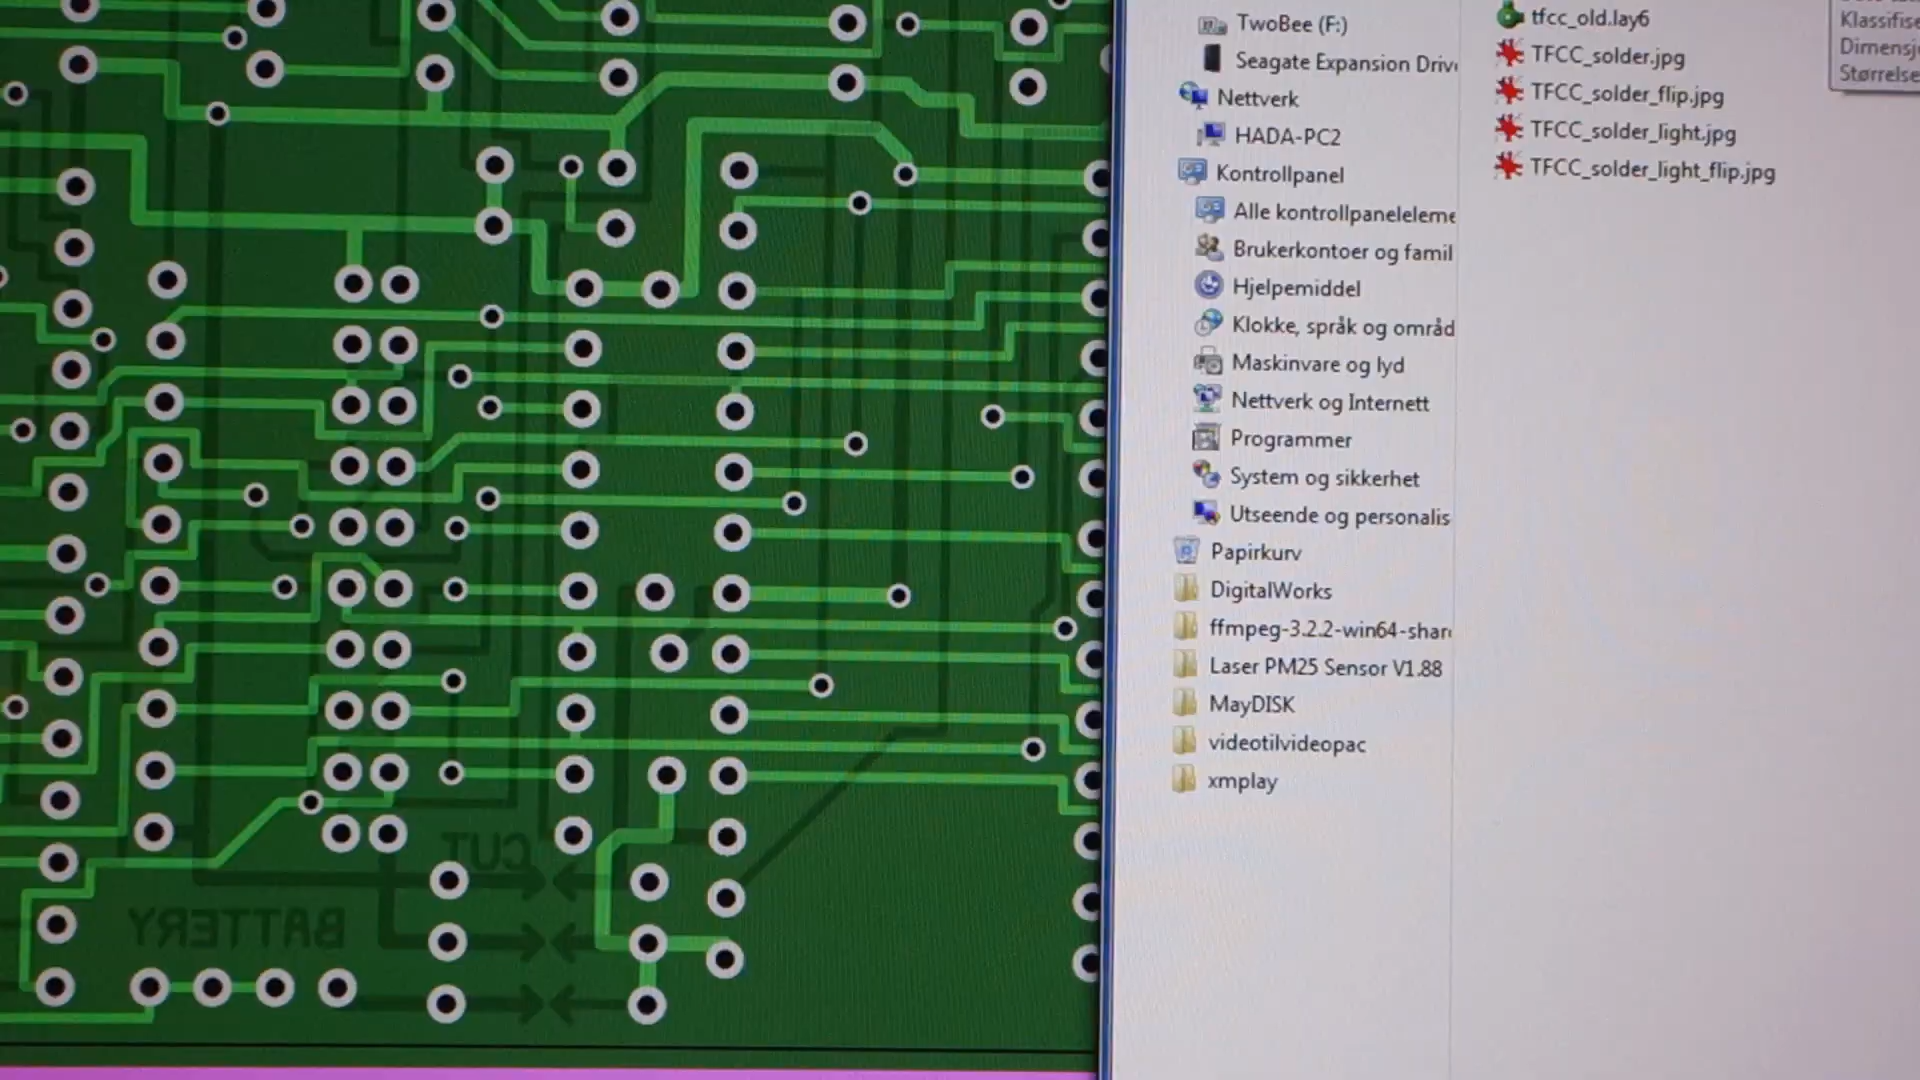 TwoBee (F:)
Seagate Expansion Driv
Nettverk
HADA-PC2
Kontrollpanel
Alle kontrollpaneleleme
Brukerkontoer og famil
Hjelpemiddel
Klokke, språk og områd
Maskinvare og lyd
Nettverk og Internett
Programmer
System og sikkerhet
Utseende og personalis
Papirkurv
DigitalWorks
ffmpeg-3.2.2-win64-share
Laser PM25 Sensor V1.88
MayDISK
videotilvideopac
xmplay
tfcc_old.lay6
TFCC_solder.jpg
TFCC_solder_flip.jpg
TFCC_solder_light.jpg
TFCC_solder_light_flip.jpg
Klassifise
Dimensj
Størrelse
CUT
BATTERY